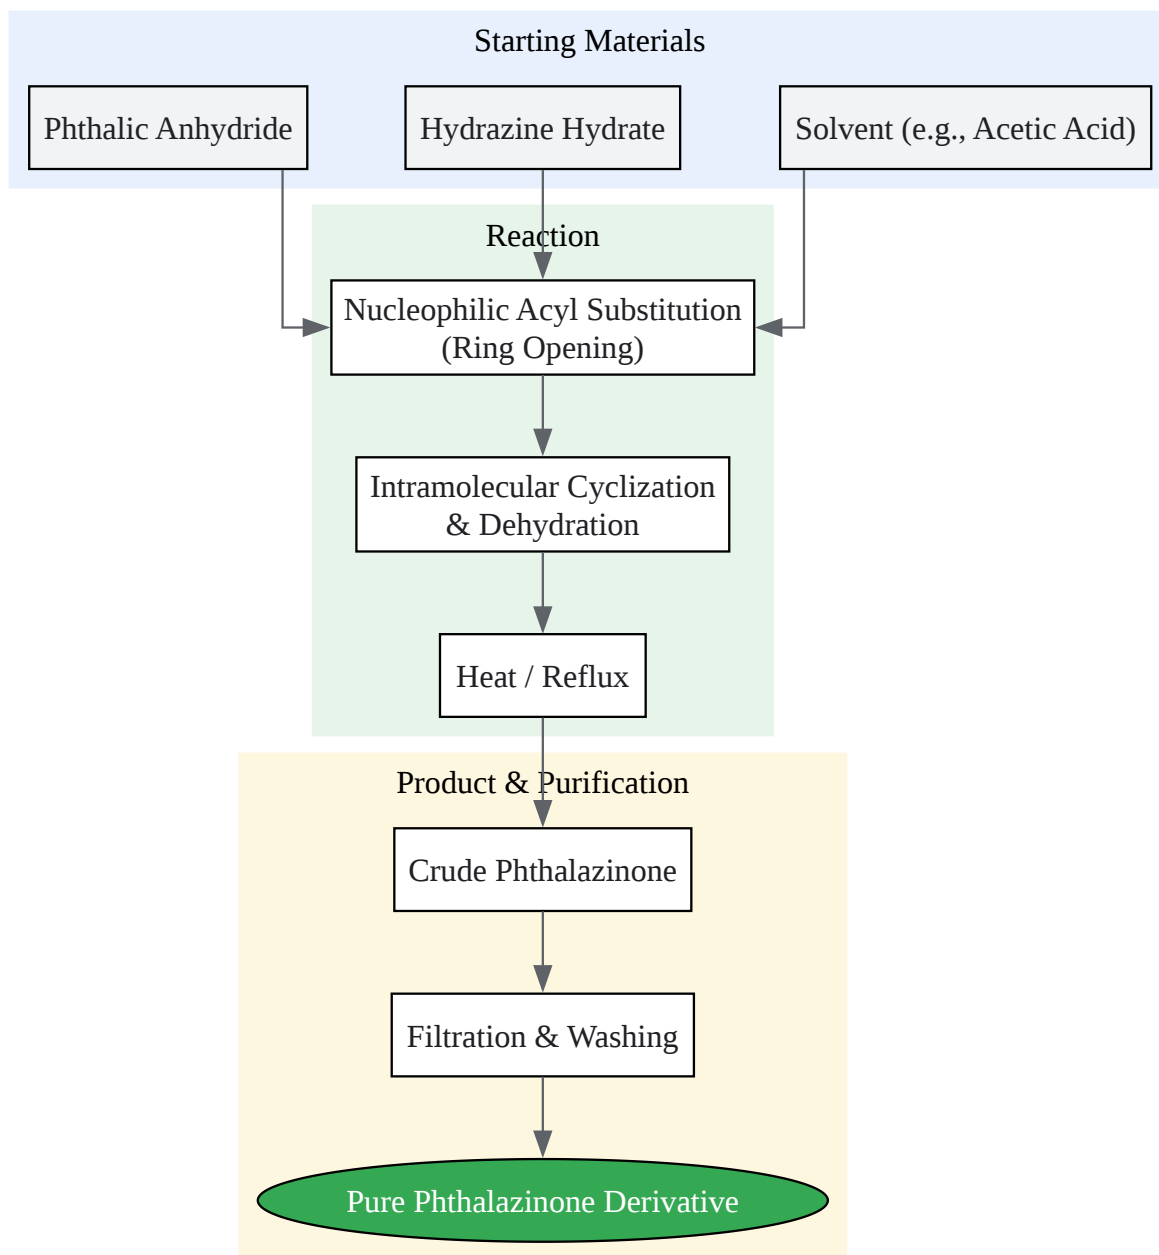 Starting Materials
Phthalic Anhydride
Hydrazine Hydrate
Solvent (e.g., Acetic Acid)
Reaction
Nucleophilic Acyl Substitution
(Ring Opening)
Intramolecular Cyclization
& Dehydration
Heat / Reflux
Product & Purification
Crude Phthalazinone
Filtration & Washing
Pure Phthalazinone Derivative